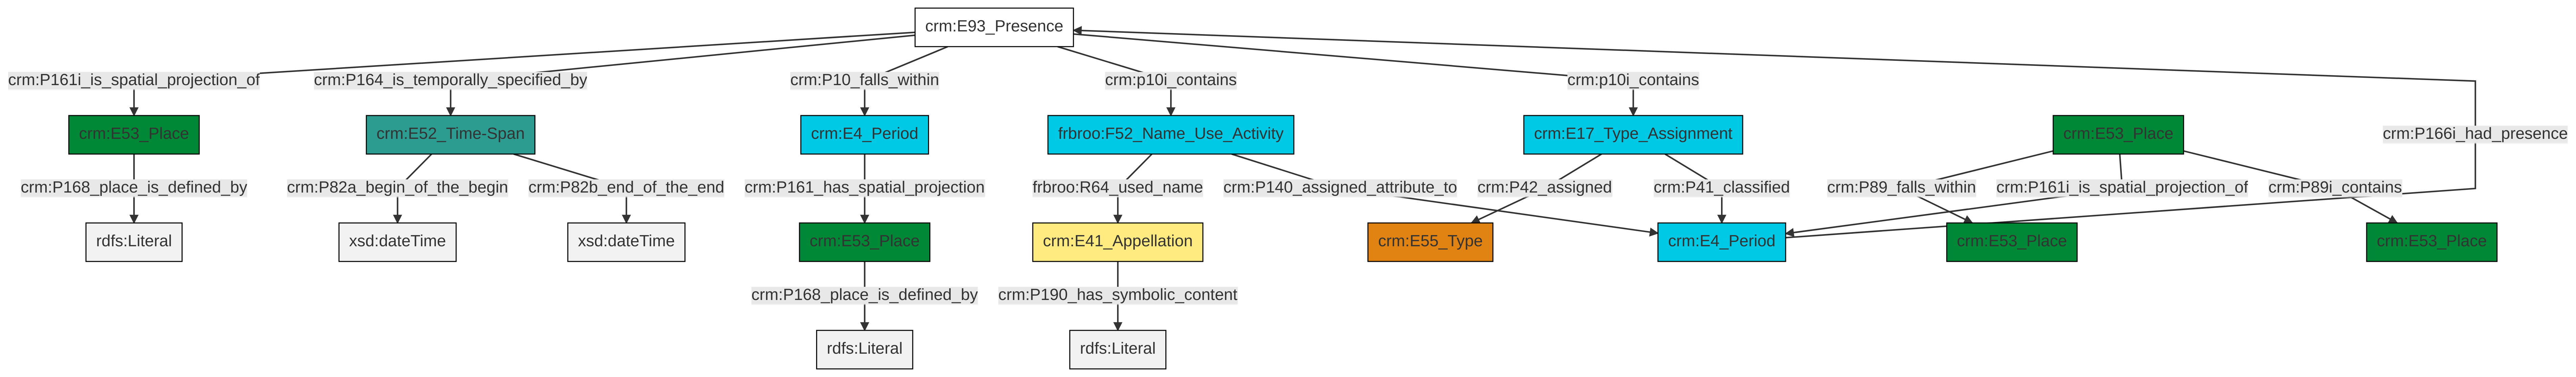 crm:E93_Presence
crm:P161i_is_spatial_projection_of
crm:P164_is_temporally_specified_by
crm:P10_falls_within
crm:p10i_contains
crm:p10i_contains
crm:E53_Place
crm:E52_Time-Span
crm:E4_Period
frbroo:F52_Name_Use_Activity
crm:E17_Type_Assignment
crm:E53_Place
crm:P166i_had_presence
crm:P168_place_is_defined_by
crm:P82a_begin_of_the_begin
crm:P82b_end_of_the_end
crm:P161_has_spatial_projection
frbroo:R64_used_name
crm:P140_assigned_attribute_to
crm:P42_assigned
crm:P41_classified
crm:P89_falls_within
crm:P161i_is_spatial_projection_of
crm:P89i_contains
rdfs:Literal
xsd:dateTime
xsd:dateTime
crm:E53_Place
crm:E41_Appellation
crm:E55_Type
crm:E4_Period
crm:E53_Place
crm:E53_Place
crm:P168_place_is_defined_by
crm:P190_has_symbolic_content
rdfs:Literal
rdfs:Literal